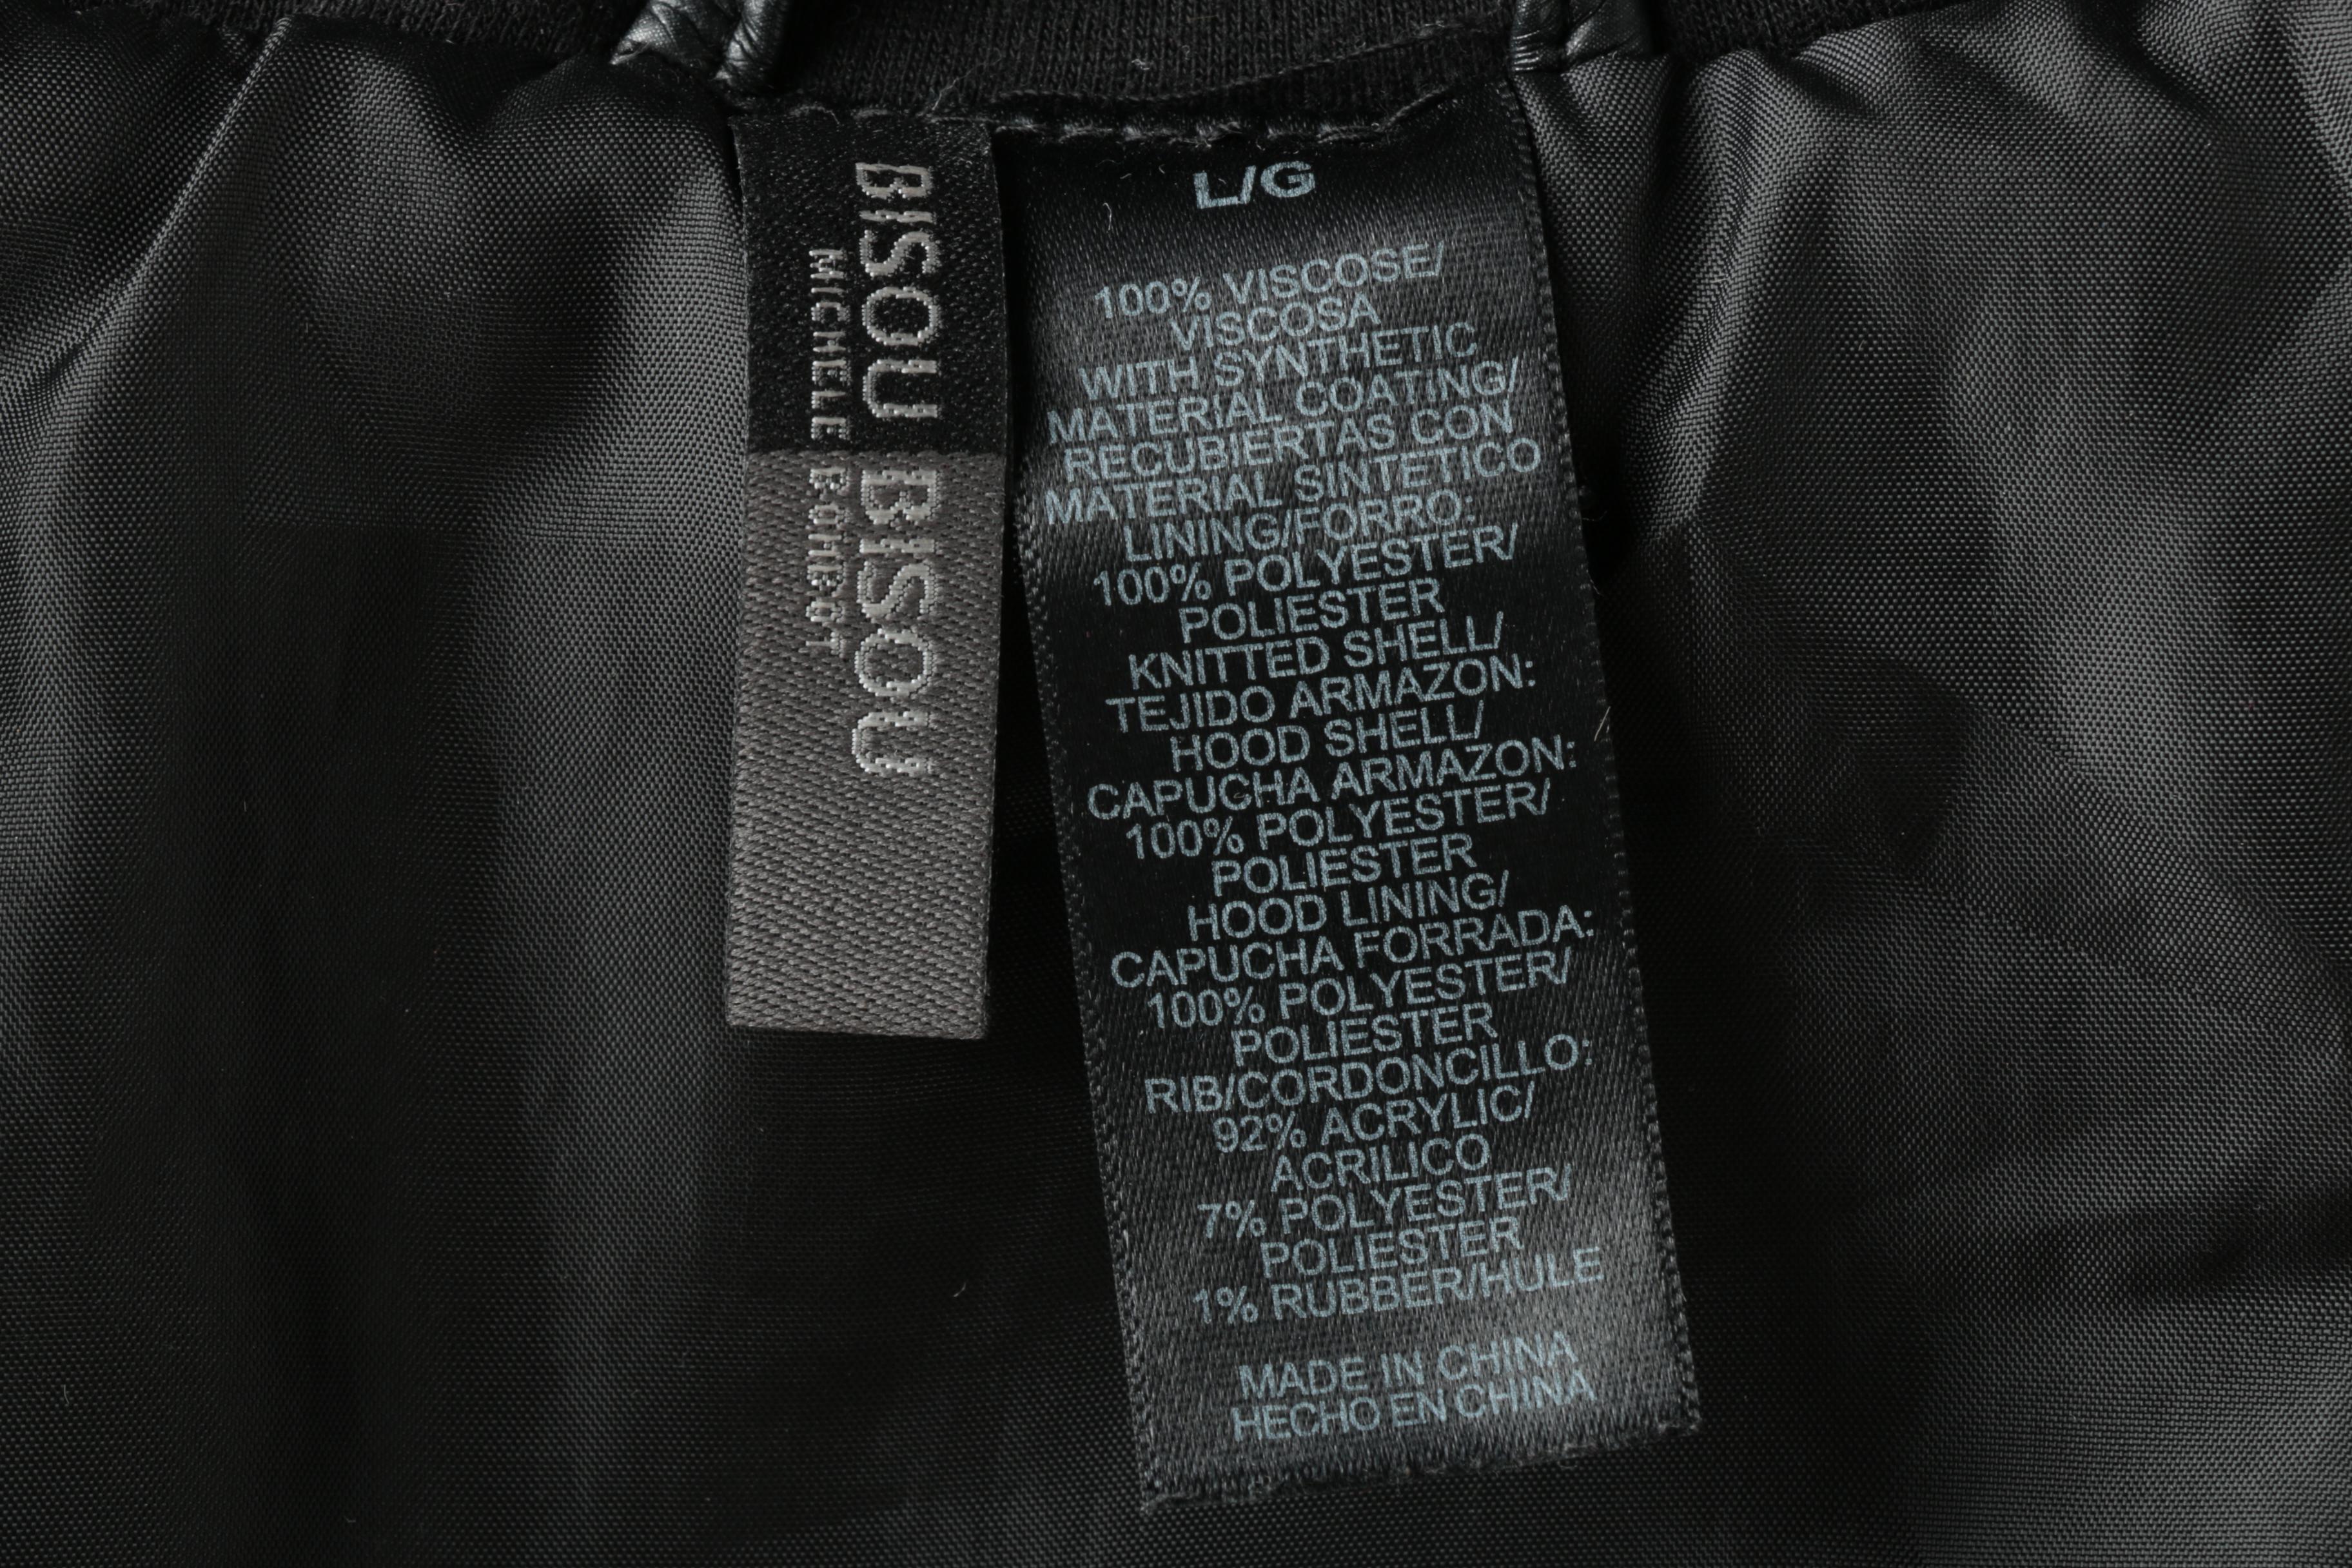 BISOU BISOU
MICHELE BOHBOT
L/G
100% VISCOSE/
VISCOSA
WITH SYNTHETIC
MATERIAL COATING/
RECUBIERTAS CON
MATERIAL SINTETICO
LINING/FORRO:
100% POLYESTER/
POLIESTER
KNITTED SHELL/
TEJIDO ARMAZON:
HOOD SHELL/
CAPUCHA ARMAZON:
100% POLYESTER/
POLIESTER
HOOD LINING/
CAPUCHA FORRADA:
100% POLYESTER/
POLIESTER
RIB/CORDONCILLO:
92% ACRYLIC/
ACRILICO
7% POLYESTER/
POLIESTER
1% RUBBER/HULE
MADE IN CHINA
HECHO EN CHINA